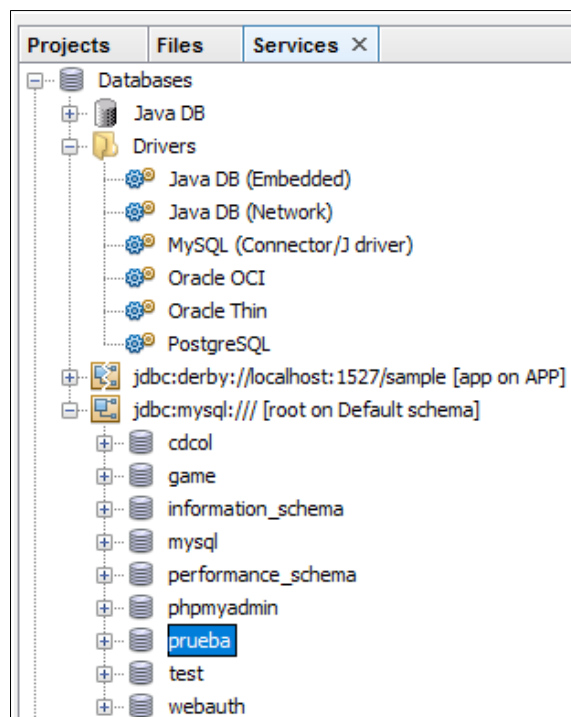 Projects Files Services ×
Databases
Java DB
Drivers
Java DB (Embedded)
Java DB (Network)
MySQL (Connector/J driver)
Oracle OCI
Oracle Thin
PostgreSQL
jdbc:derby://localhost:1527/sample [app on APP]
jdbc:mysql:/// [root on Default schema]
cdcol
game
information_schema
mysql
performance_schema
phpmyadmin
prueba
test
webauth